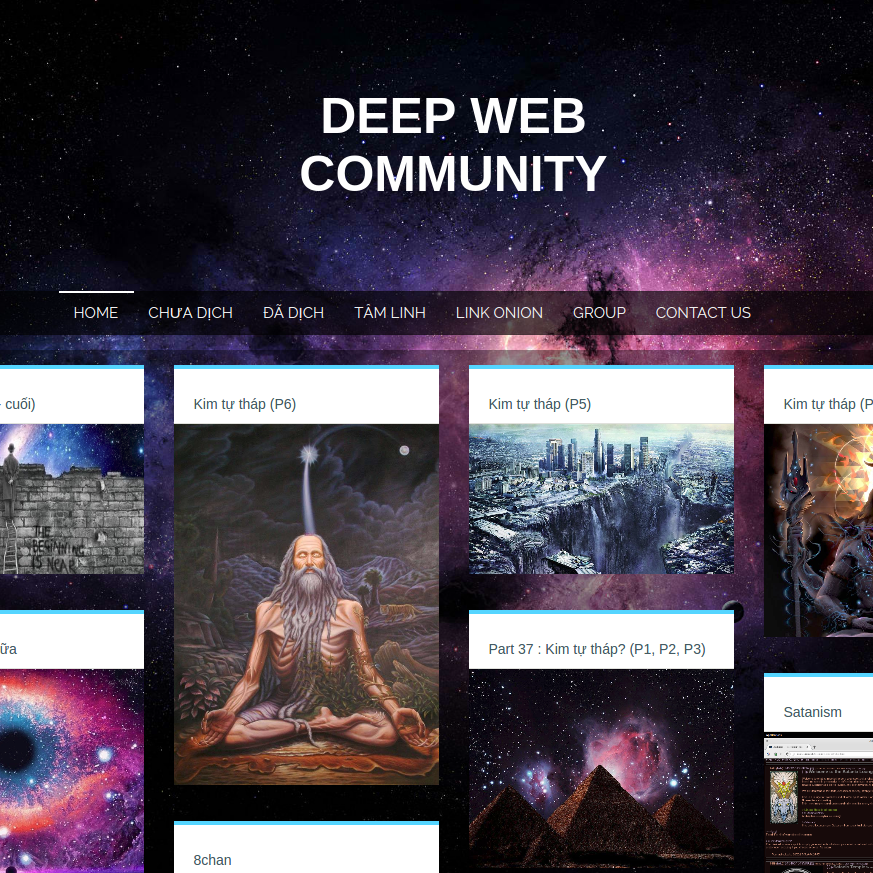 DEEP WEB
COMMUNITY
HOME CHƯA DỊCH ĐÃ DỊCH TÂM LINH LINK ONION GROUP CONTACT US
cuối)
Kim tự tháp (P6)
Kim tự tháp (P5)
Kim tự tháp (P
THE
BEGINNING
IS NEAR
ữa
Part 37 : Kim tự tháp? (P1, P2, P3)
Satanism
8chan